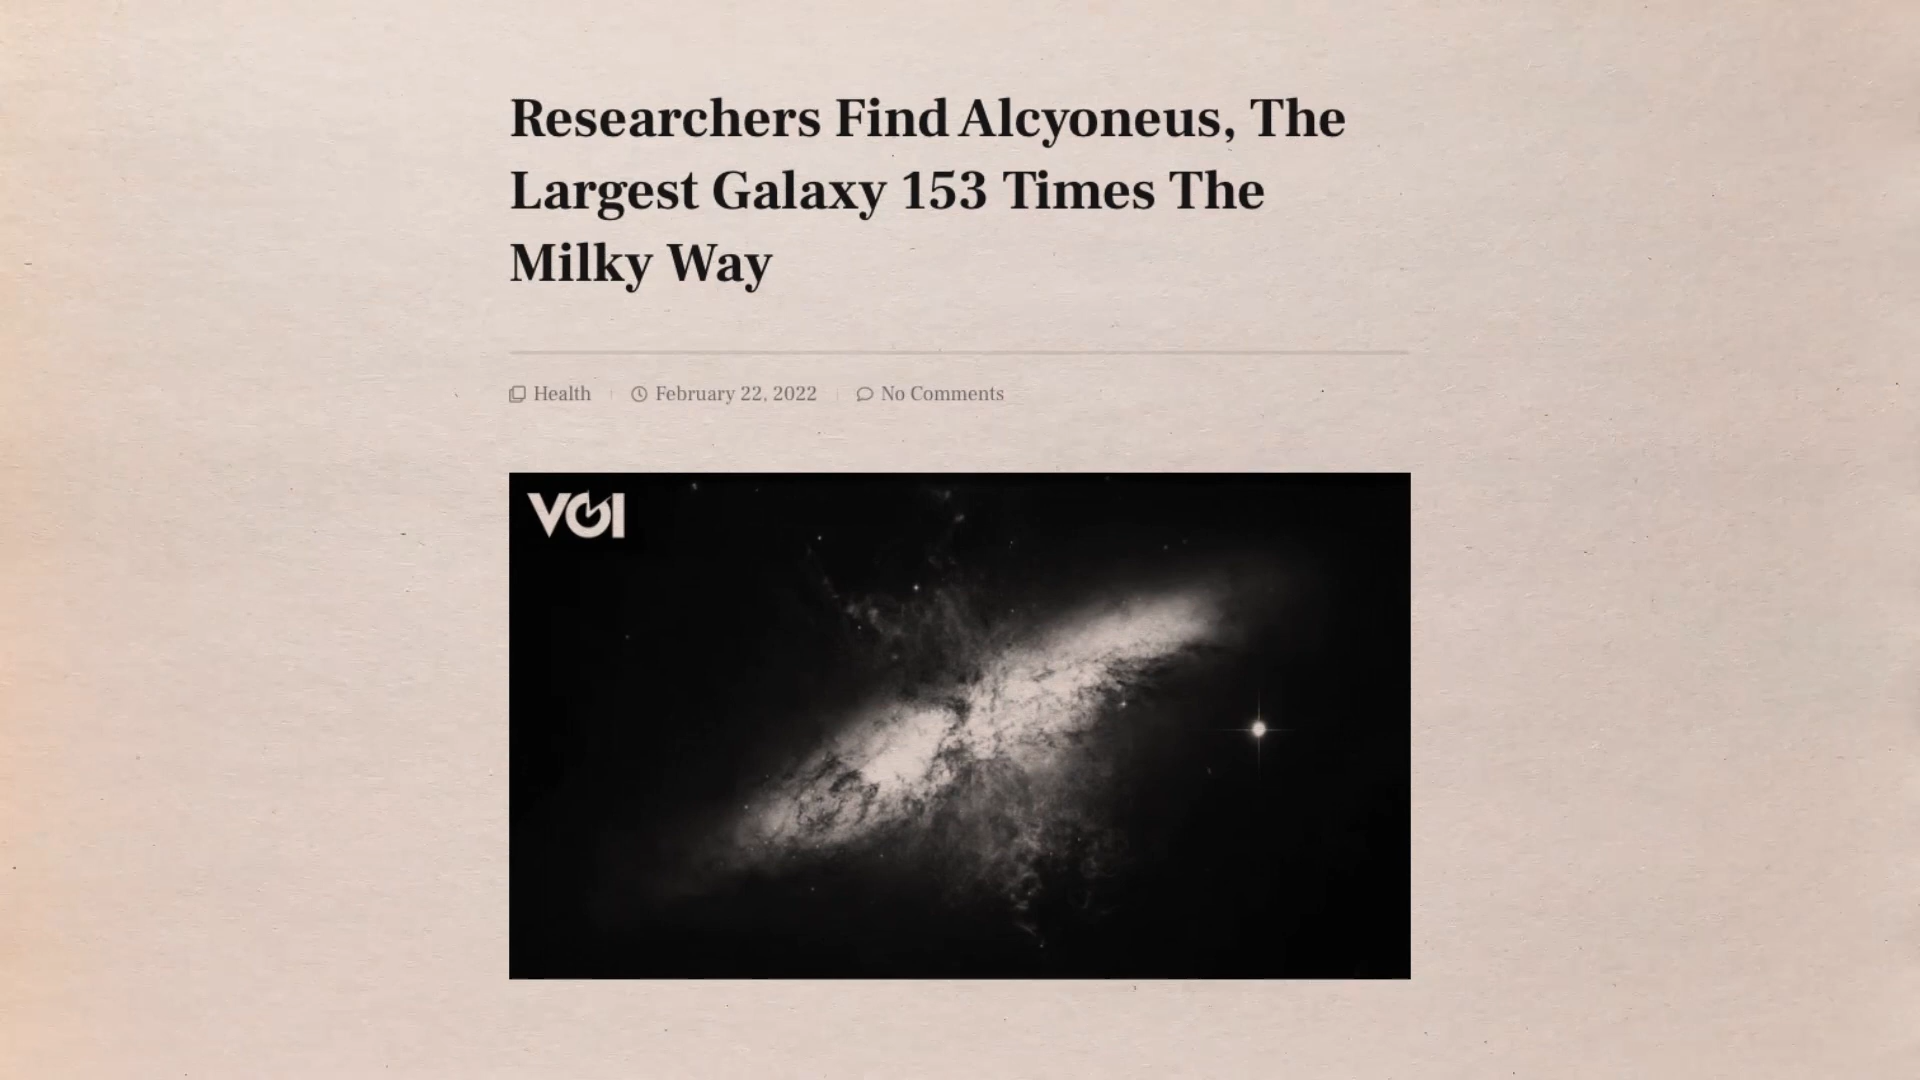 Researchers Find Alcyoneus, The
Largest Galaxy 153 Times The
Milky Way
Health
February 22, 2022
No Comments
VOI